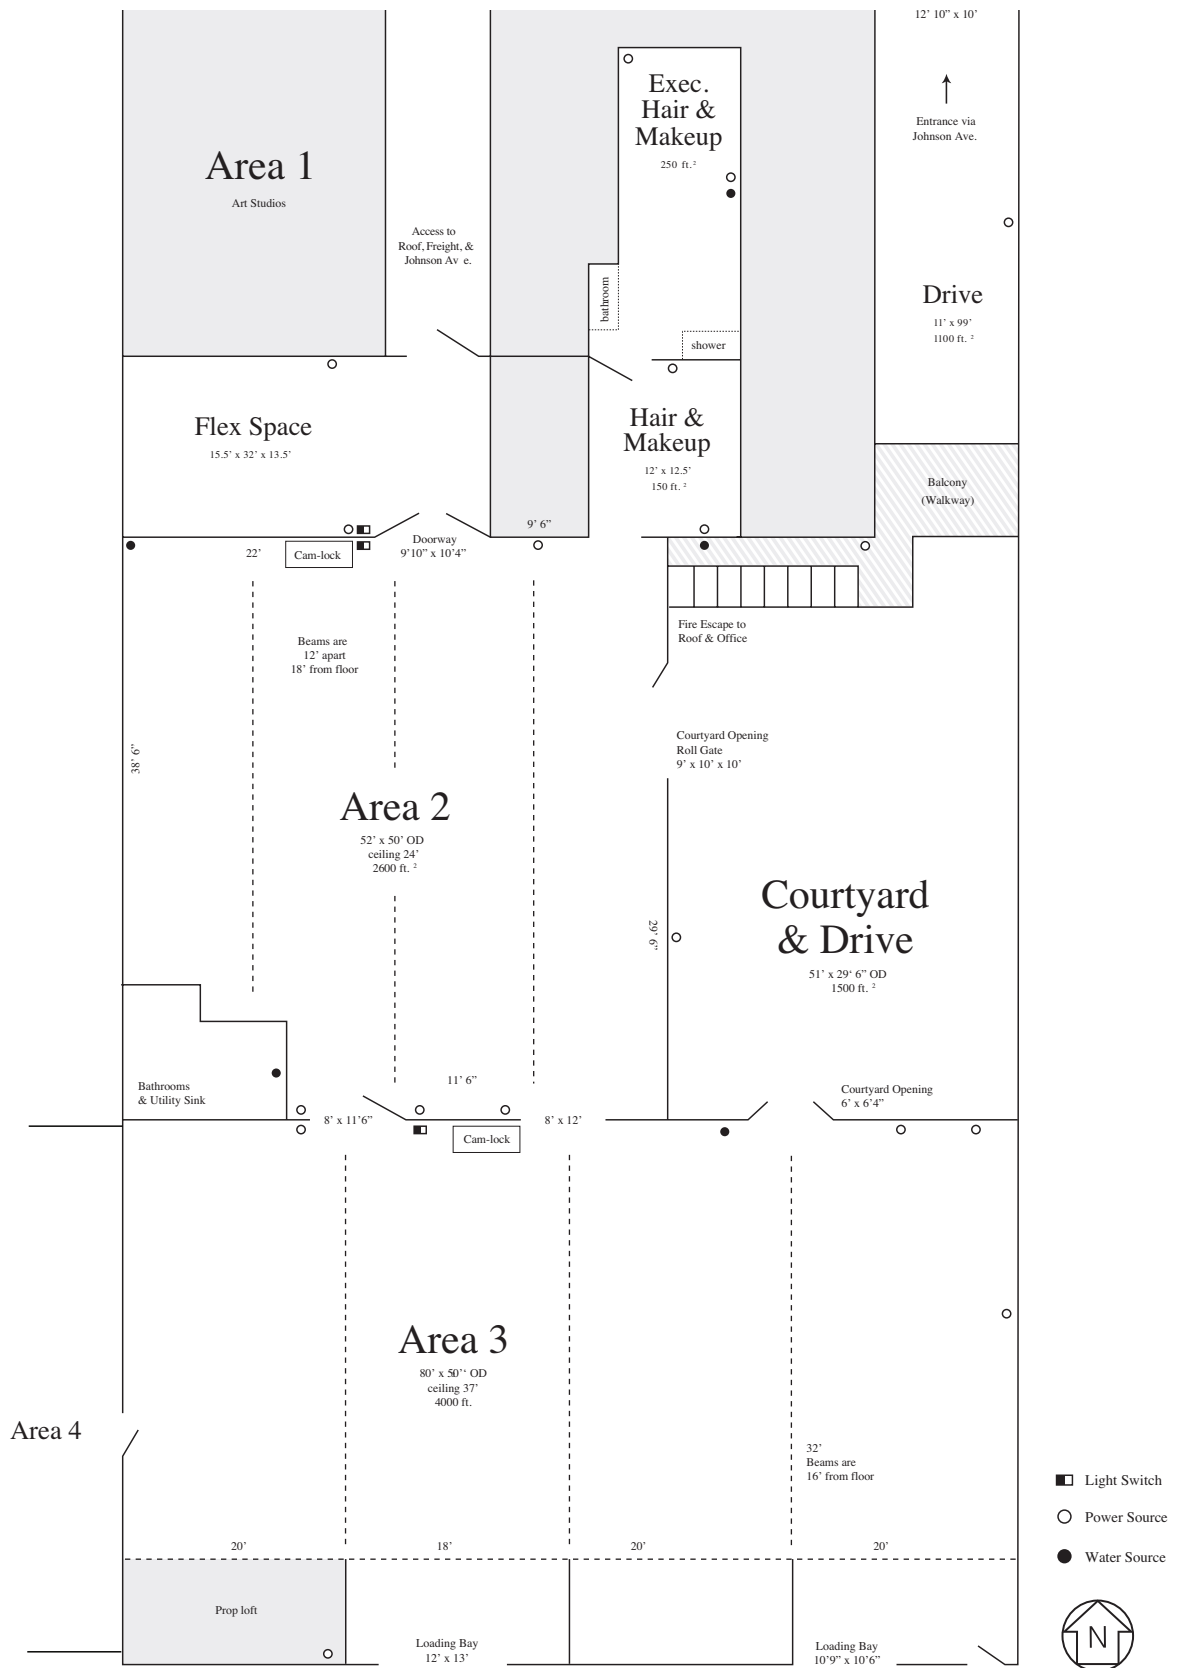 12’ 10” x 10’
Entrance via
Johnson Ave.
Exec.
Hair &
Makeup
250 ft.²
Area 1
Art Studios
Access to
Roof, Freight, &
Johnson Av e.
bathroom
shower
Drive
11’ x 99’
1100 ft. ²
Flex Space
15.5’ x 32’ x 13.5’
Hair &
Makeup
12’ x 12.5’
150 ft. ²
Balcony
(Walkway)
22’
Cam-lock
Doorway
9’10” x 10’4”
9’ 6”
Beams are
12’ apart
18’ from floor
Fire Escape to
Roof & Office
38’ 6”
Courtyard Opening
Roll Gate
9’ x 10’ x 10’
Area 2
52’ x 50’ OD
ceiling 24’
2600 ft. ²
29’ 6”
Courtyard
& Drive
51’ x 29‘ 6” OD
1500 ft. ²
Bathrooms
& Utility Sink
11’ 6”
Courtyard Opening
6’ x 6’4”
8’ x 11’6”
8’ x 12’
Cam-lock
Area 3
80’ x 50’‘ OD
ceiling 37’
4000 ft.
Area 4
32’
Beams are
16’ from floor
20’
18’
20’
20’
Prop loft
Loading Bay
12’ x 13’
Loading Bay
10’9” x 10’6”
Light Switch
Power Source
Water Source
N